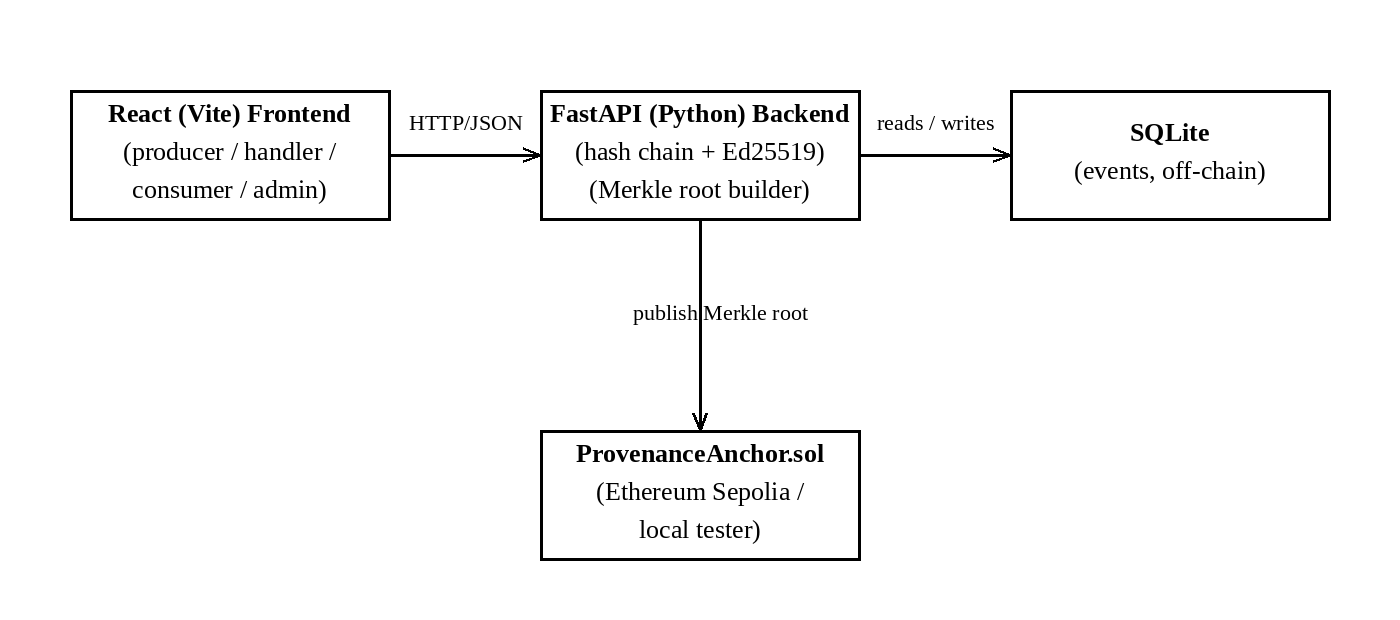 React (Vite) Frontend
(producer / handler /
consumer / admin)
HTTP/JSON
FastAPI (Python) Backend
(hash chain + Ed25519)
(Merkle root builder)
reads / writes
SQLite
(events, off-chain)
publish Merkle root
ProvenanceAnchor.sol
(Ethereum Sepolia /
local tester)